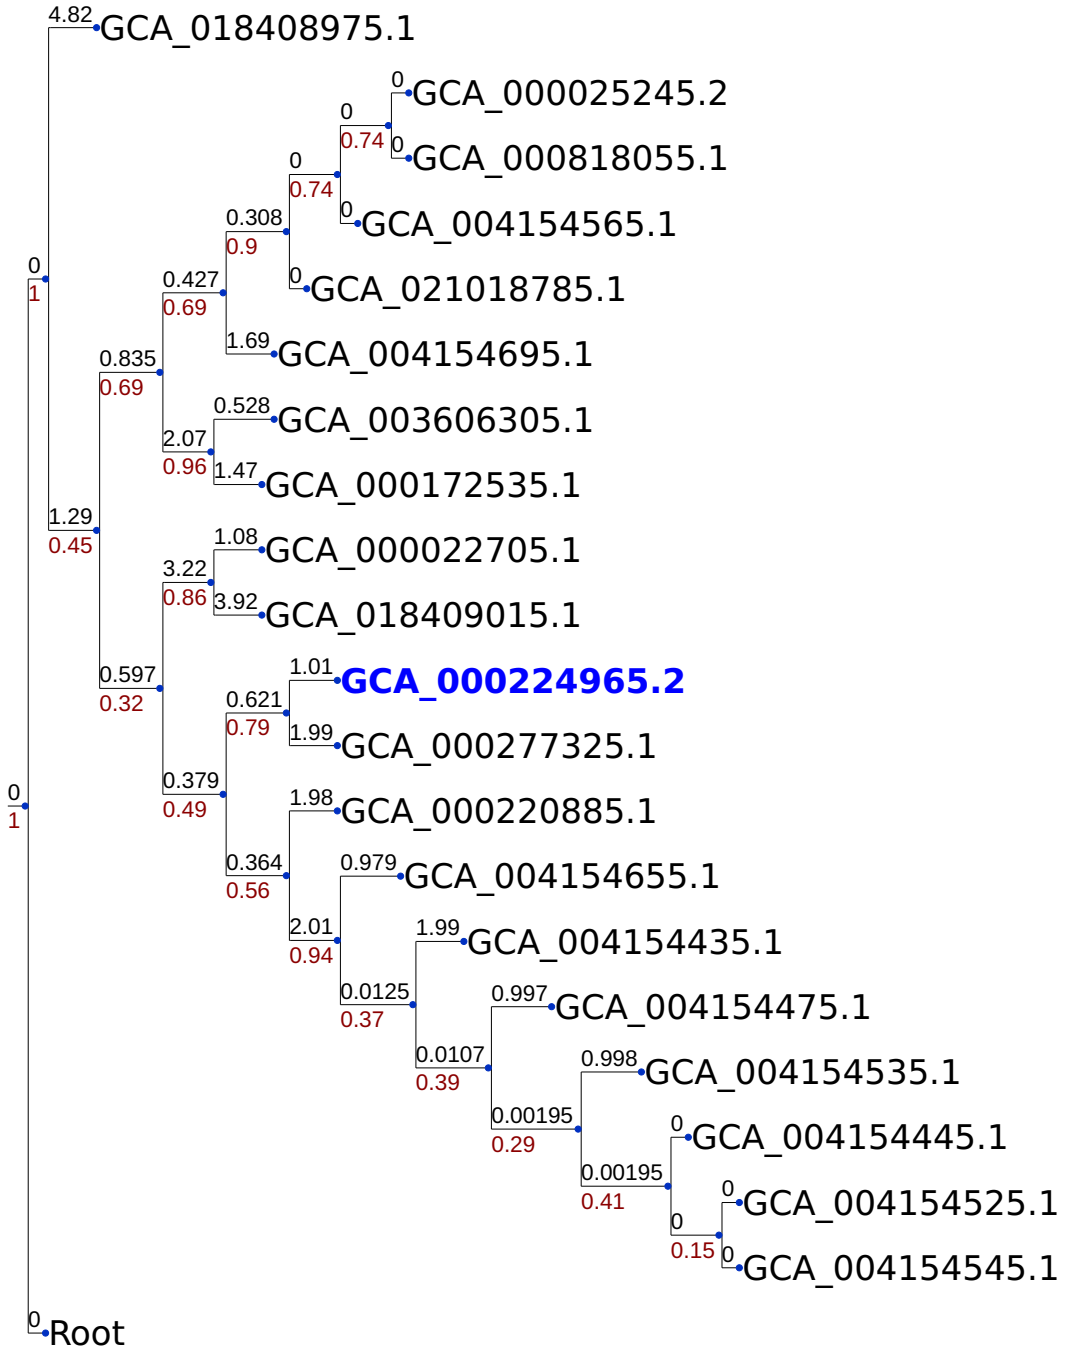 4.82 GCA_018408975.1
0 GCA_000025245.2
0
0.74
0 GCA_000818055.1
0
0.74
0 GCA_004154565.1
0.308
0.9
0 GCA_021018785.1
0
1
0.427
0.69
1.69 GCA_004154695.1
0.835
0.69
0.528 GCA_003606305.1
2.07
0.96
1.47 GCA_000172535.1
1.29
0.45
1.08 GCA_000022705.1
3.22
0.86
3.92 GCA_018409015.1
0.597
0.32
1.01 GCA_000224965.2
0.621
0.79
1.99 GCA_000277325.1
0.379
0.49
0
1
1.98 GCA_000220885.1
0.364
0.56
0.979 GCA_004154655.1
2.01
0.94
1.99 GCA_004154435.1
0.0125
0.37
0.997 GCA_004154475.1
0.0107
0.39
0.998 GCA_004154535.1
0.00195
0.29
0 GCA_004154445.1
0.00195
0.41
0 GCA_004154525.1
0
0.15
0 GCA_004154545.1
0 Root